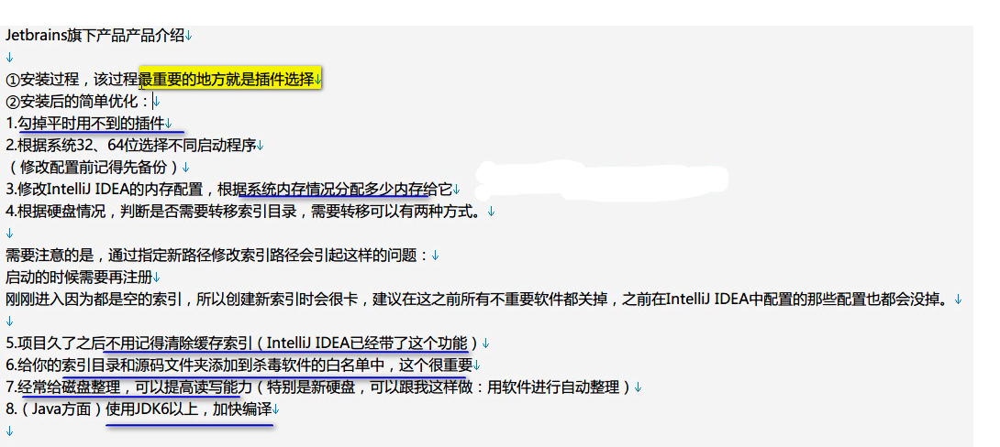 Jetbrains旗下产品产品介绍↓
↓
①安装过程，该过程最重要的地方就是插件选择↓
②安装后的简单优化：↓
1.勾掉平时用不到的插件↓
2.根据系统32、64位选择不同启动程序↓
（修改配置前记得先备份）↓
3.修改IntelliJ IDEA的内存配置，根据系统内存情况分配多少内存给它↓
4.根据硬盘情况，判断是否需要转移索引目录，需要转移可以有两种方式。↓
↓
需要注意的是，通过指定新路径修改索引路径会引起这样的问题：↓
启动的时候需要再注册↓
刚刚进入因为都是空的索引，所以创建新索引时会很卡，建议在这之前所有不重要软件都关掉，之前在IntelliJ IDEA中配置的那些配置也都会没掉。↓
↓
5.项目久了之后不用记得清除缓存索引（IntelliJ IDEA已经带了这个功能）↓
6.给你的索引目录和源码文件夹添加到杀毒软件的白名单中，这个很重要↓
7.经常给磁盘整理，可以提高读写能力（特别是新硬盘，可以跟我这样做：用软件进行自动整理）↓
8.（Java方面）使用JDK6以上，加快编译↓
↓